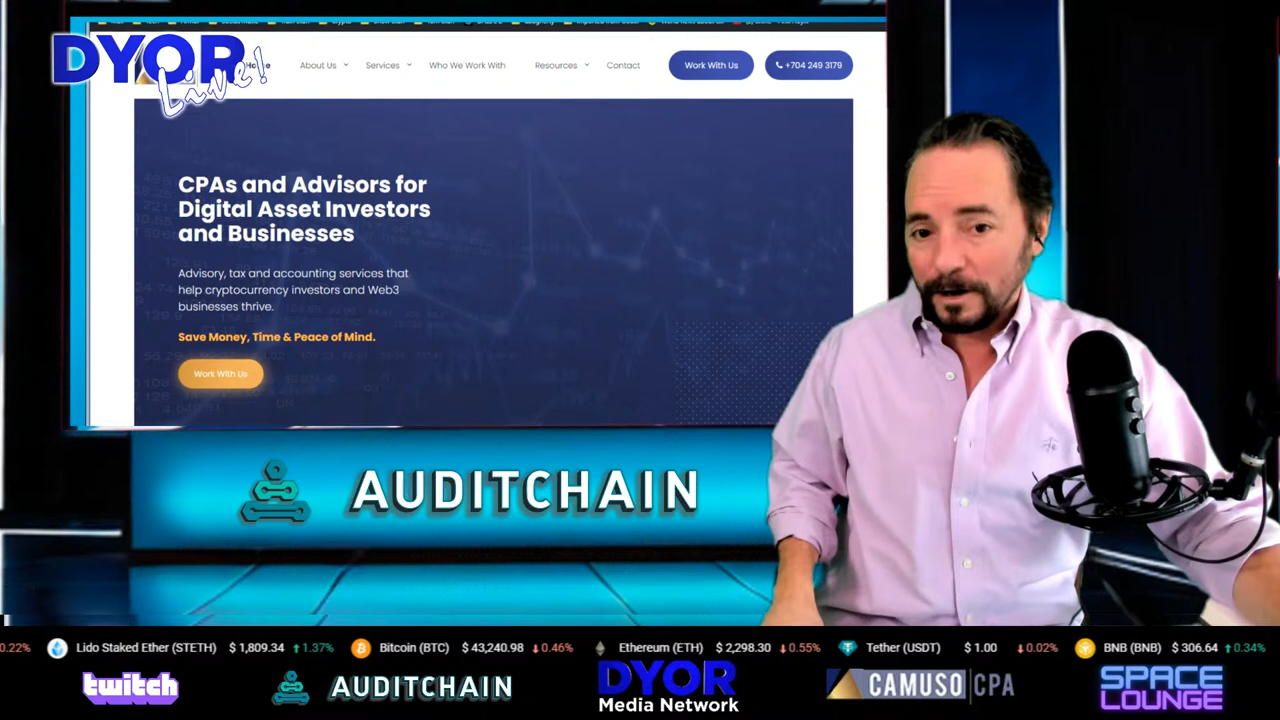 DYOR
Live!
Home
About Us
Services
Who We Work With
Resources
Contact
Work With Us
+704 249 3179
CPAs and Advisors for
Digital Asset Investors
and Businesses
Advisory, tax and accounting services that
help cryptocurrency investors and Web3
businesses thrive.
Save Money, Time & Peace of Mind.
Work With Us
AUDITCHAIN
0.22% Lido Staked Ether (STETH) $ 1,809.34 ↑1.37% Bitcoin (BTC) $ 43,240.98 ↓0.46% Ethereum (ETH) $ 2,298.30 ↓0.55% Tether (USDT) $ 1.00 ↓0.02% BNB (BNB) $ 306.64 ↑0.34%
twitch
AUDITCHAIN
DYOR
Media Network
CAMUSO CPA
SPACE
LOUNGE